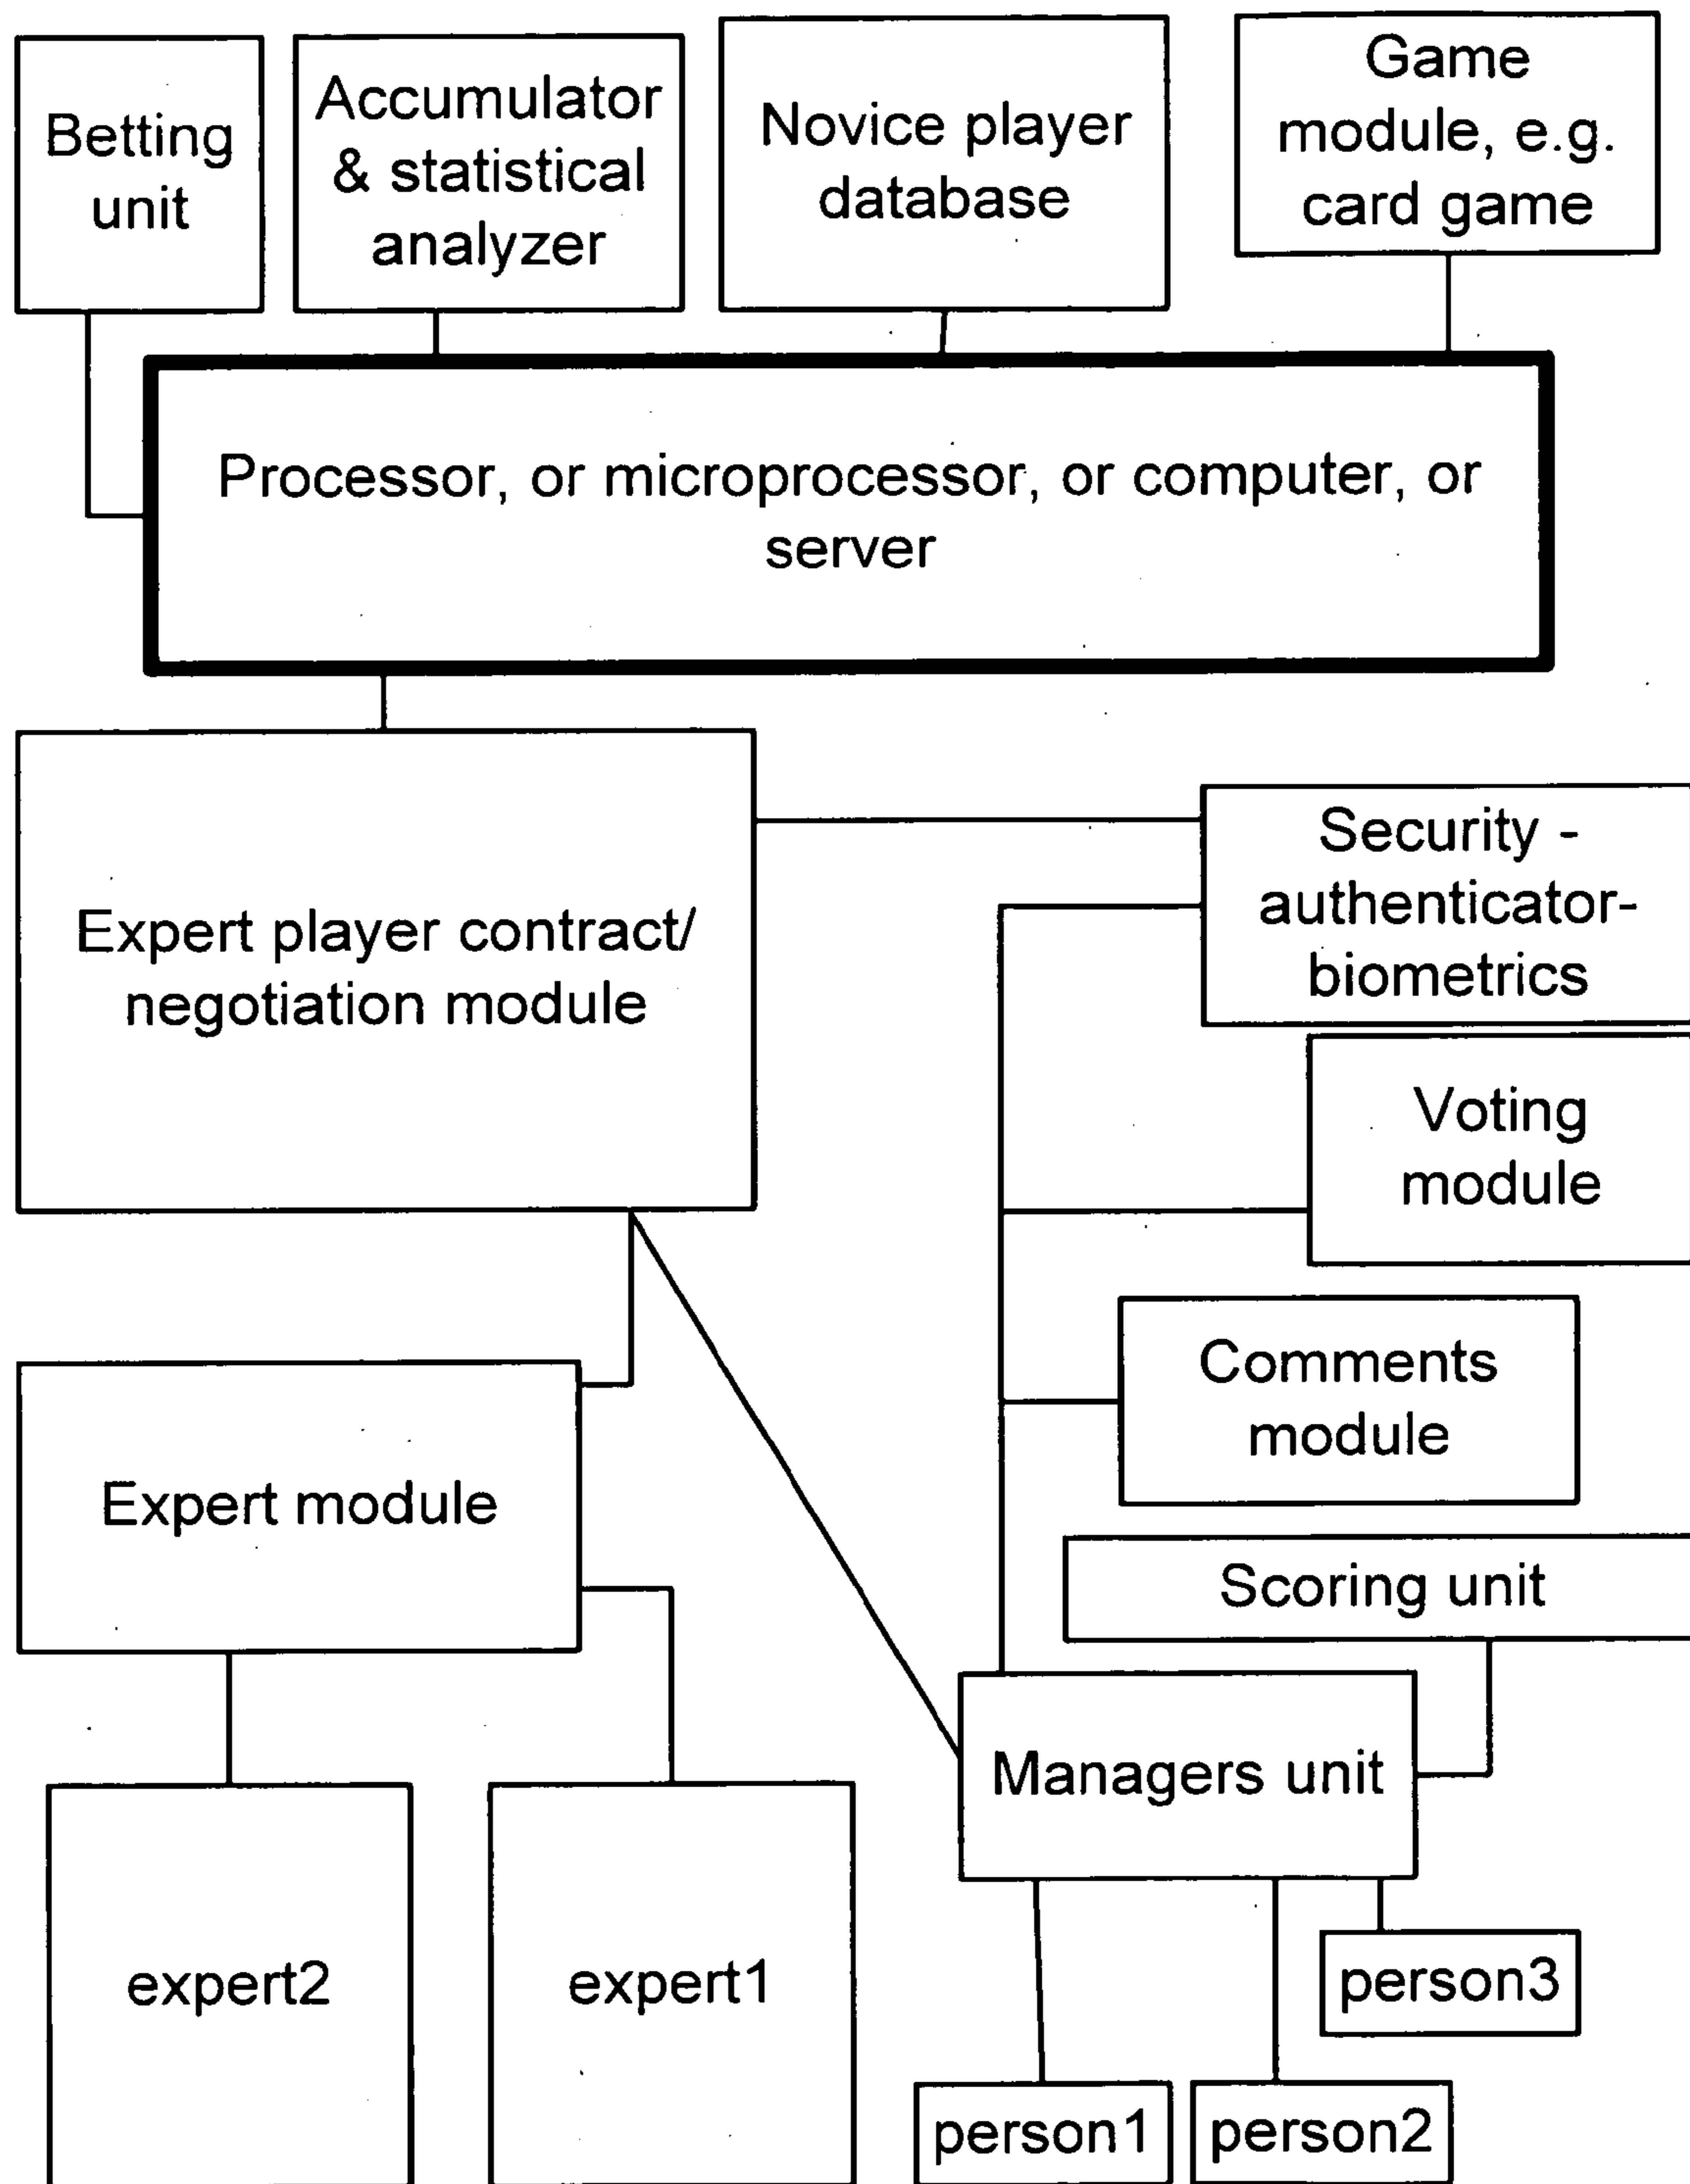 Betting
unit
Accumulator
& statistical
analyzer
Novice player
database
Game
module, e.g.
card game
Processor, or microprocessor, or computer, or
server
Expert player contract/
negotiation module
Security -
authenticator-
biometrics
Voting
module
Comments
module
Expert module
Scoring unit
Managers unit
expert2
expert1
person3
person1
person2